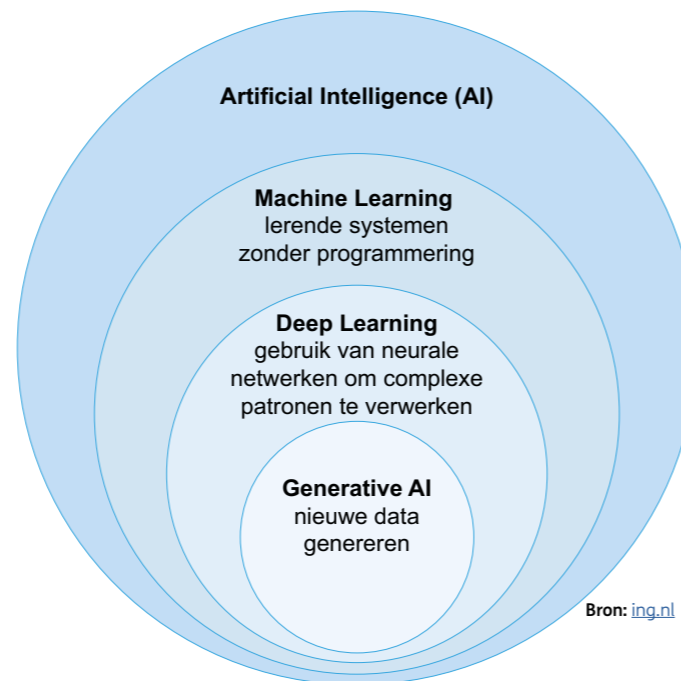 Artificial Intelligence (AI)
Machine Learning
lerende systemen
zonder programmering
Deep Learning
gebruik van neurale
netwerken om complexe
patronen te verwerken
Generative AI
nieuwe data
genereren
Bron: ing.nl